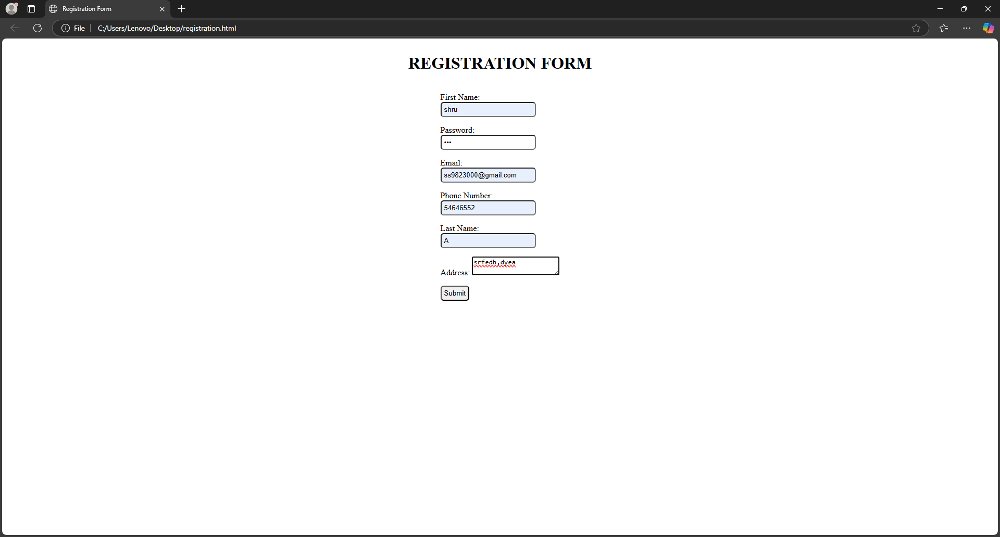 Registration Form
File
C:/Users/Lenovo/Desktop/registration.html
REGISTRATION FORM
First Name:
shru
Password:
•••
Email:
ss9823000@gmail.com
Phone Number:
54646552
Last Name:
A
Address: srfedh,dyea
Submit